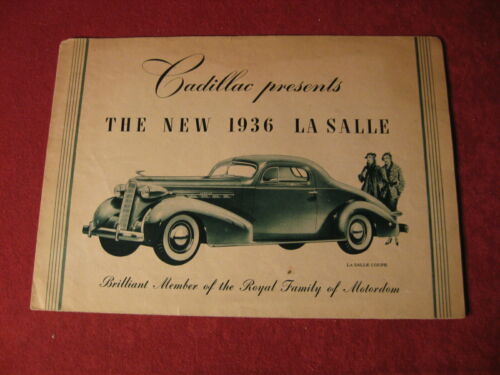 Cadillac presents
THE NEW 1936 LA SALLE
LA SALLE COUPE
Brilliant Member of the Royal Family of Motordom